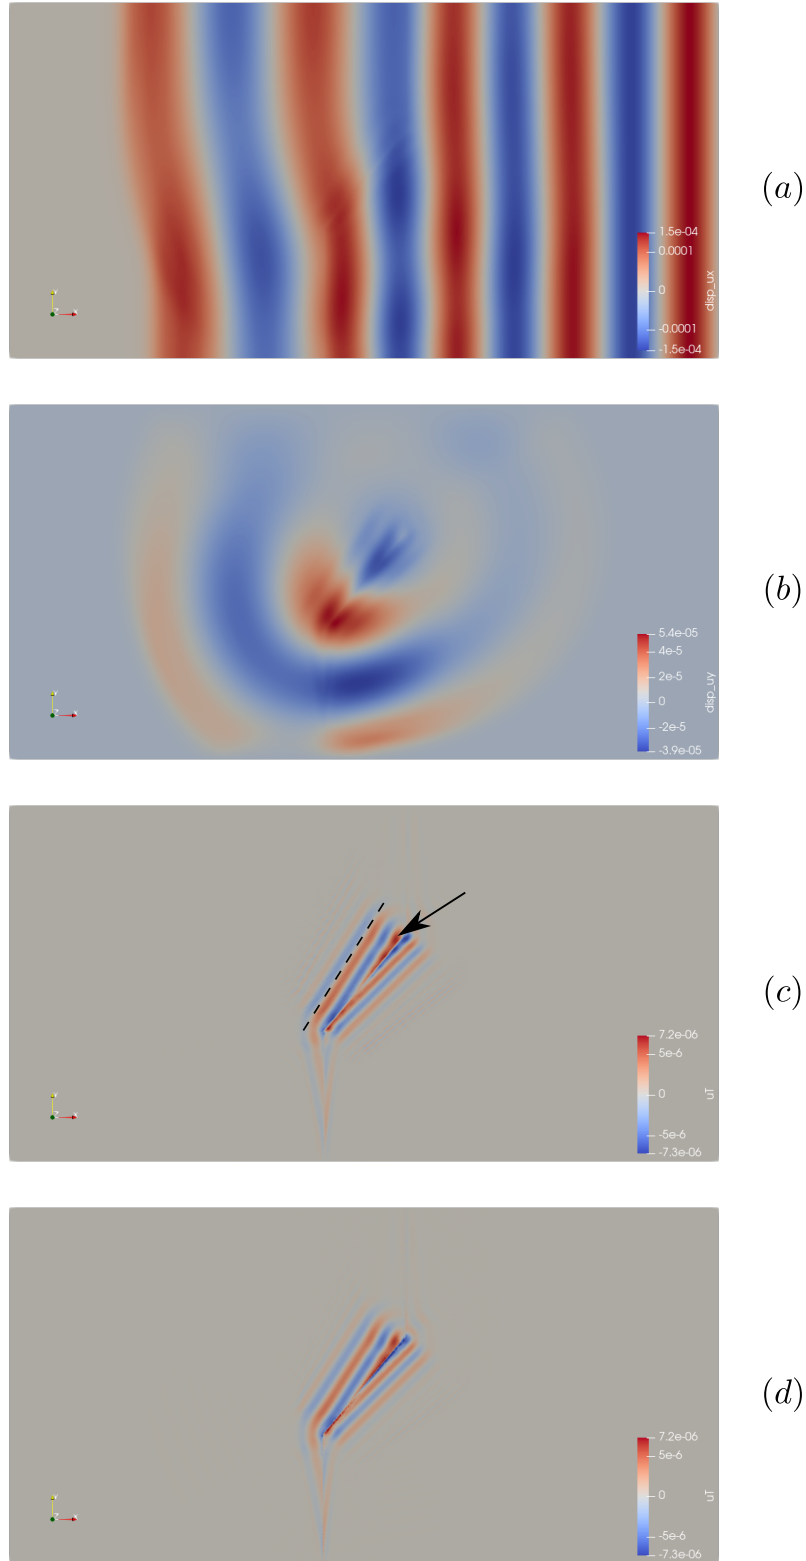 (a)
1.5e-04
0.0001
0
-0.0001
-1.5e-04
disp_ux
Y
X
(b)
5.4e-05
4e-5
2e-5
0
-2e-5
-3.9e-05
disp_uy
Y
X
(c)
7.2e-06
5e-6
0
-5e-6
-7.3e-06
uT
Y
X
(d)
7.2e-06
5e-6
0
-5e-6
-7.3e-06
uT
Y
X